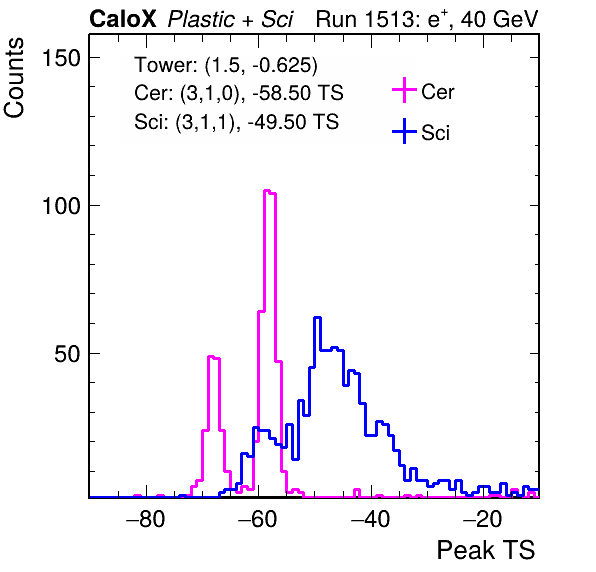 CaloX Plastic + Sci Run 1513: e⁺, 40 GeV
Tower: (1.5, -0.625)
Cer: (3,1,0), -58.50 TS
Sci: (3,1,1), -49.50 TS
Cer
Sci
Counts
150
100
50
−80 −60 −40 −20
Peak TS